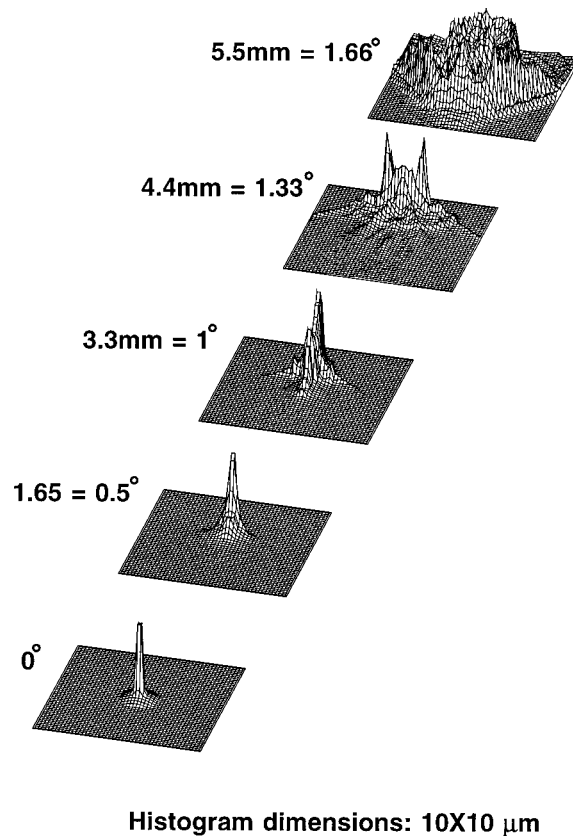 5.5mm = 1.66°
4.4mm = 1.33°
3.3mm = 1°
1.65 = 0.5°
0°
Histogram dimensions: 10X10 μm